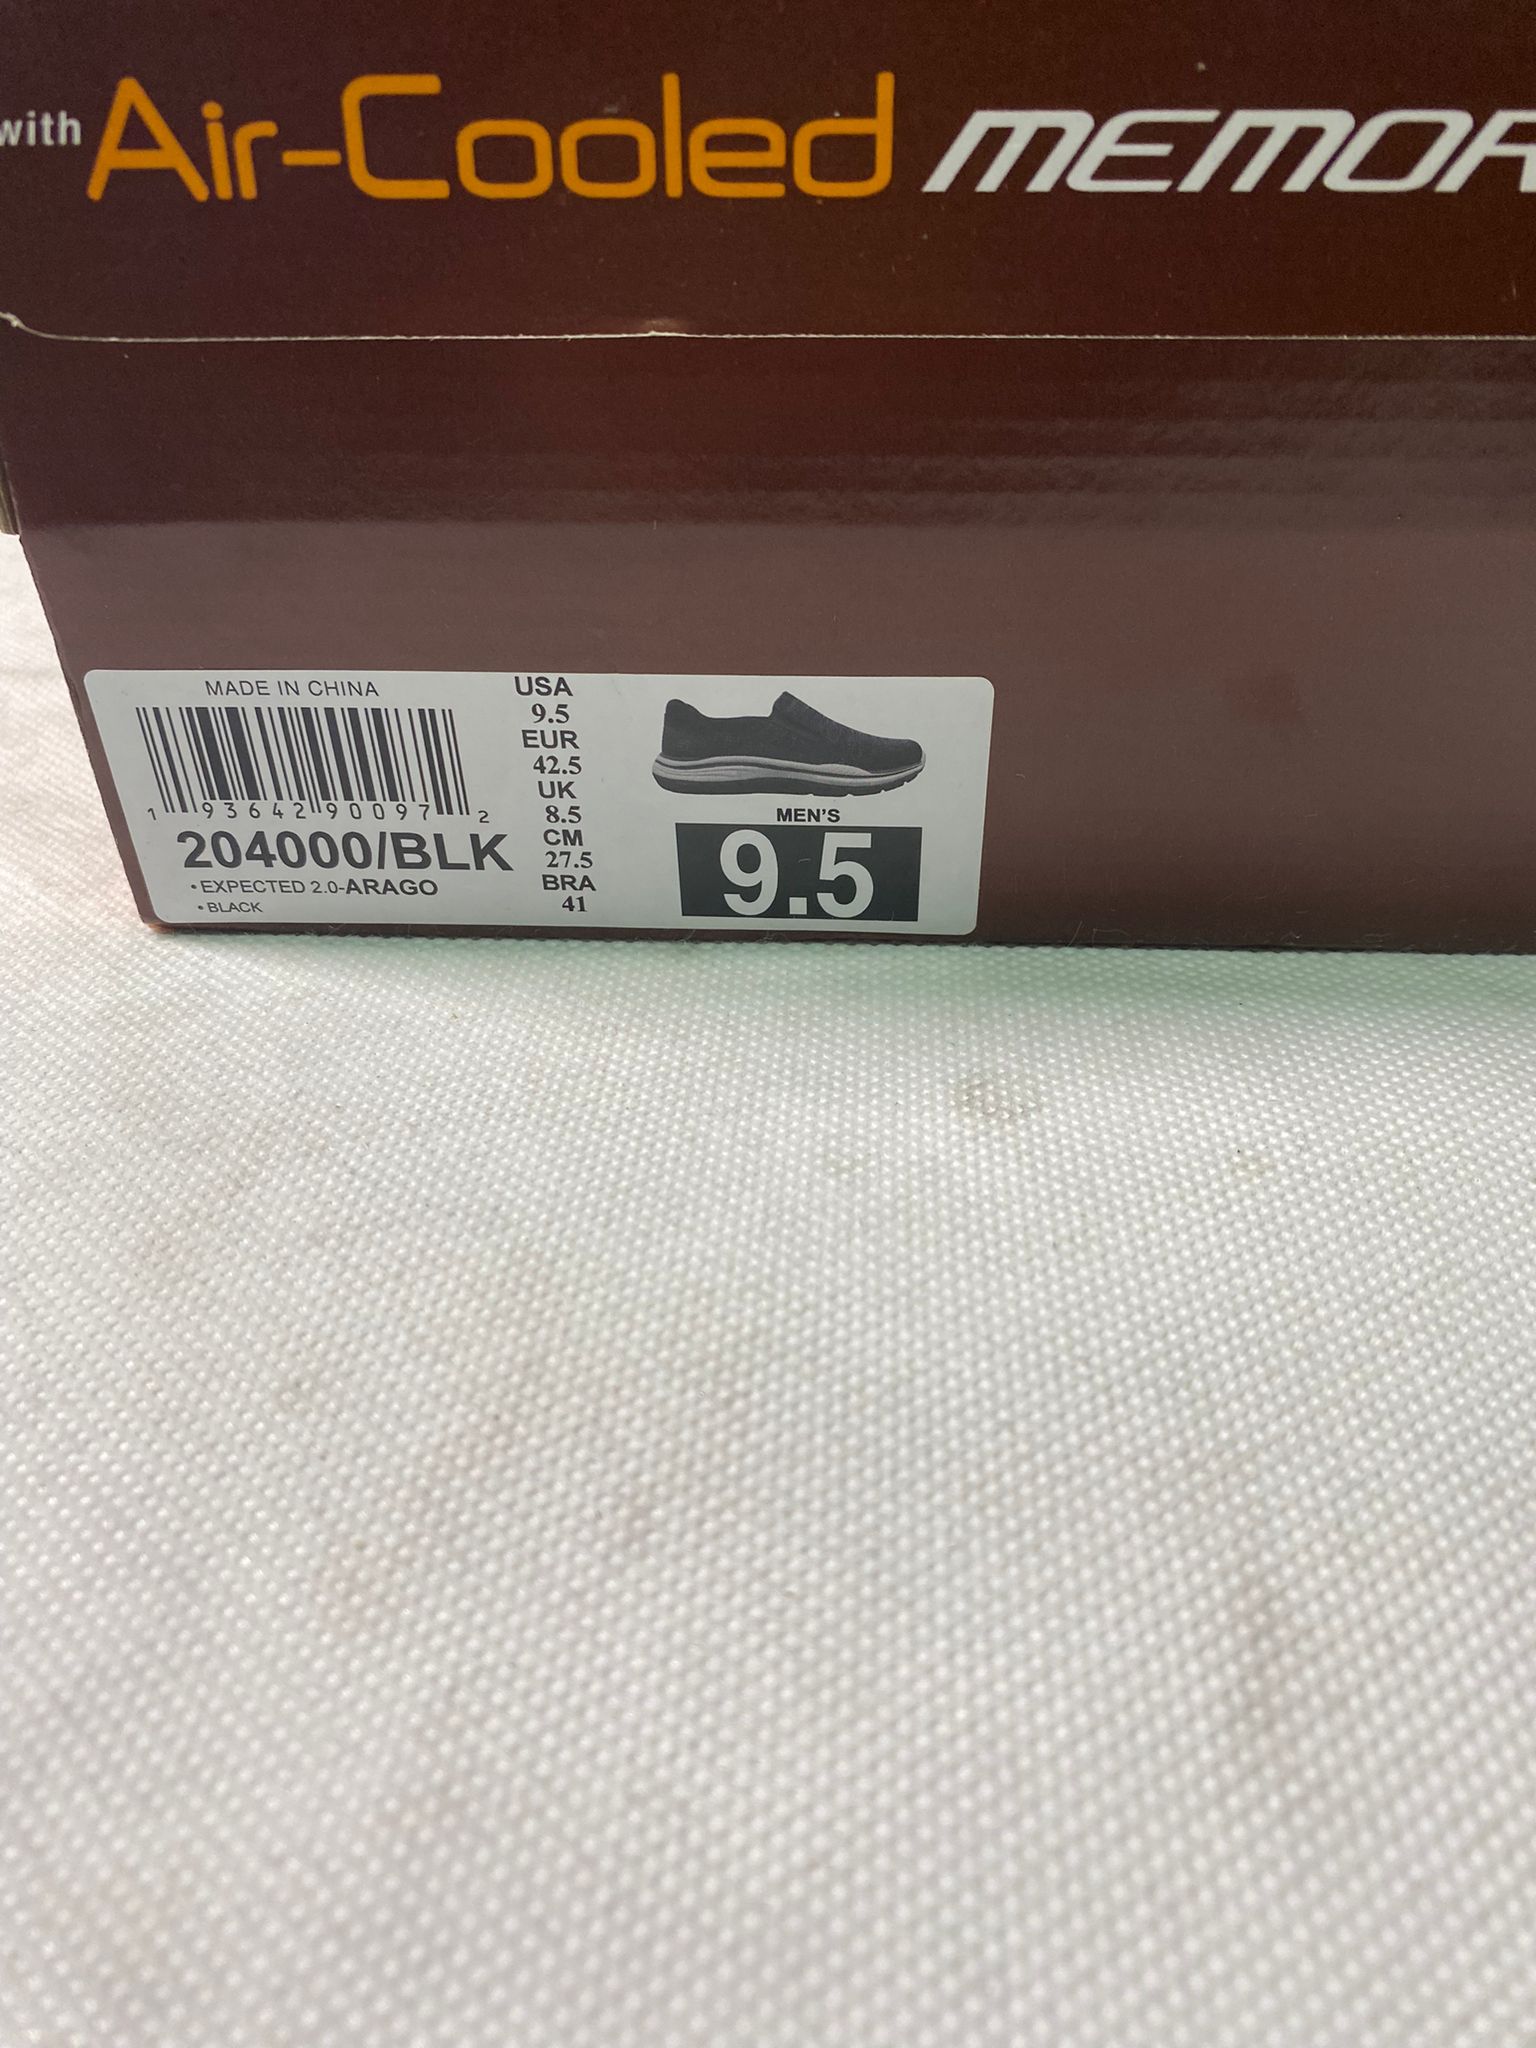 with Air-Cooled MEMOR
MADE IN CHINA
1 93642 90097 2
204000/BLK
• EXPECTED 2.0-ARAGO
• BLACK
USA
9.5
EUR
42.5
UK
8.5
CM
27.5
BRA
41
MEN'S
9.5